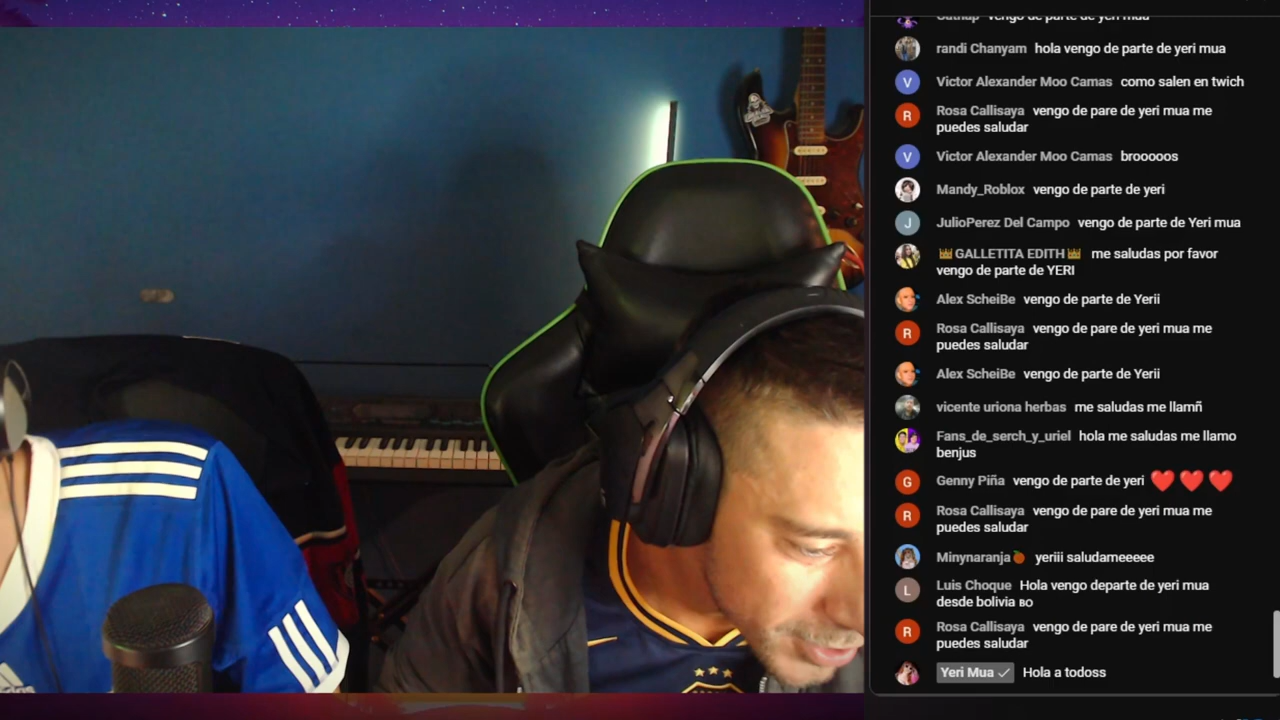 Catnap vengo de parte de yeri mua
randi Chanyam hola vengo de parte de yeri mua
Victor Alexander Moo Camas como salen en twich
Rosa Callisaya vengo de pare de yeri mua me
puedes saludar
Victor Alexander Moo Camas brooooos
Mandy_Roblox vengo de parte de yeri
JulioPerez Del Campo vengo de parte de Yeri mua
👑GALLETITA EDITH👑 me saludas por favor
vengo de parte de YERI
Alex ScheiBe vengo de parte de Yerii
Rosa Callisaya vengo de pare de yeri mua me
puedes saludar
Alex ScheiBe vengo de parte de Yerii
vicente uriona herbas me saludas me llamñ
Fans_de_serch_y_uriel hola me saludas me llamo
benjus
Genny Piña vengo de parte de yeri ❤️❤️❤️
Rosa Callisaya vengo de pare de yeri mua me
puedes saludar
Minynaranja🍊 yeriii saludameeeee
Luis Choque Hola vengo departe de yeri mua
desde bolivia BO
Rosa Callisaya vengo de pare de yeri mua me
puedes saludar
Yeri Mua ✓ Hola a todoss